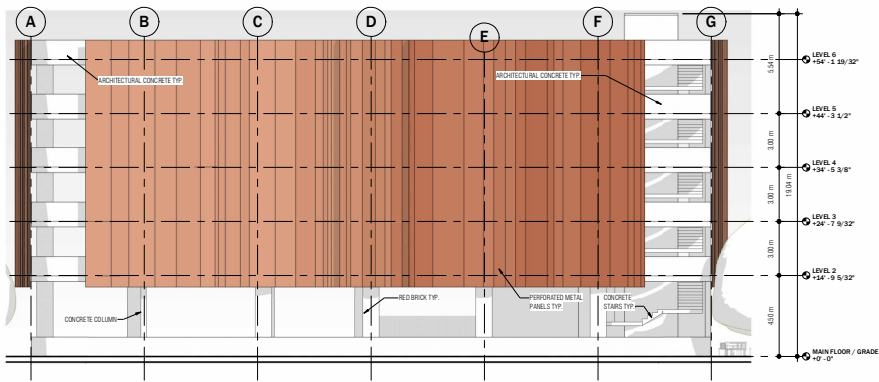 A
B
C
D
E
F
G
LEVEL 6
+54' - 1 19/32"
5.54 m
ARCHITECTURAL CONCRETE TYP.
ARCHITECTURAL CONCRETE TYP.
LEVEL 5
+44' - 3 1/2"
3.00 m
LEVEL 4
+34' - 5 3/8"
19.04 m
3.00 m
LEVEL 3
+24' - 7 9/32"
3.00 m
LEVEL 2
+14' - 9 5/32"
CONCRETE COLUMN
RED BRICK TYP.
PERFORATED METAL
PANELS TYP.
CONCRETE
STAIRS TYP.
4.50 m
MAIN FLOOR / GRADE
+0' - 0"